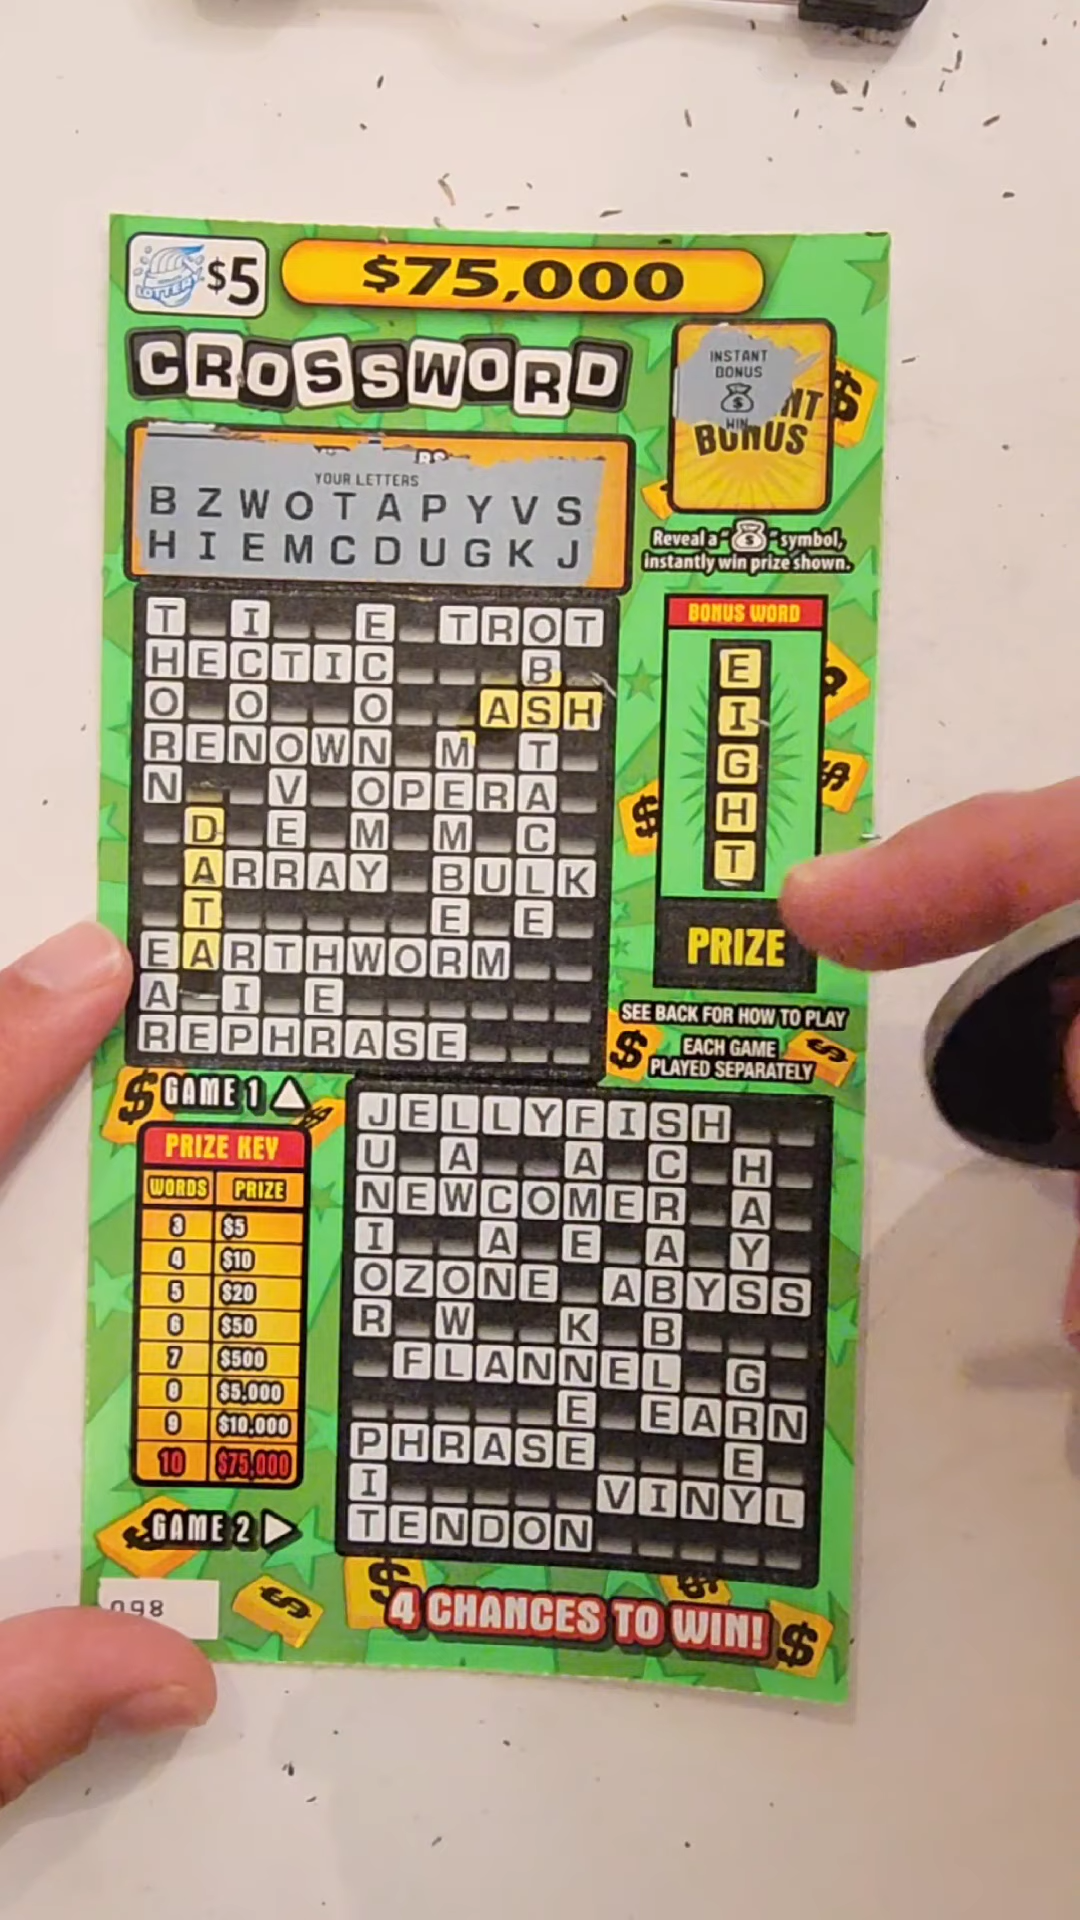 LOTTERY
$5
$75,000
CROSSWORD
INSTANT
BONUS
$
WIN
NT
BONUS
RS
YOUR LETTERS
B Z W O T A P Y V S
H I E M C D U G K J
Reveal a " $ " symbol,
instantly win prize shown.
T I E TROT
HECTIC B
O O O ASH
RENOWN M T
N V OPERA
D E M M C
ARRAY BULK
T E E
EARTHWORM
A I E
REPHRASE
BONUS WORD
E
I
G
H
T
PRIZE
SEE BACK FOR HOW TO PLAY
EACH GAME
PLAYED SEPARATELY
GAME 1
PRIZE KEY
WORDS PRIZE
3 $5
4 $10
5 $20
6 $50
7 $500
8 $5,000
9 $10,000
10 $75,000
GAME 2
JELLYFISH
U A A C H
NEWCOMER A
I A E A Y
OZONE ABYSS
R W K B
FLANNEL G
E EARN
PHRASE E
I VINYL
TENDON
098
4 CHANCES TO WIN!